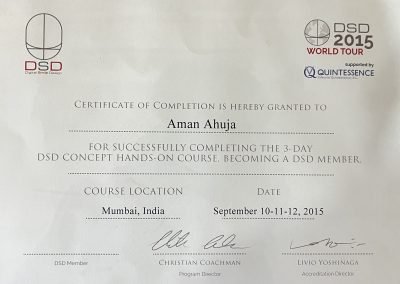 DSD
Digital Smile Design
DSD
2015
WORLD TOUR
supported by
QUINTESSENCE
CERTIFICATE OF COMPLETION IS HEREBY GRANTED TO
Aman Ahuja
FOR SUCCESSFULLY COMPLETING THE 3-DAY
DSD CONCEPT HANDS-ON COURSE, BECOMING A DSD MEMBER.
COURSE LOCATION DATE
Mumbai, India September 10-11-12, 2015
DSD Member CHRISTIAN COACHMAN LIVIO YOSHINAGA
Program Director Accreditation Director